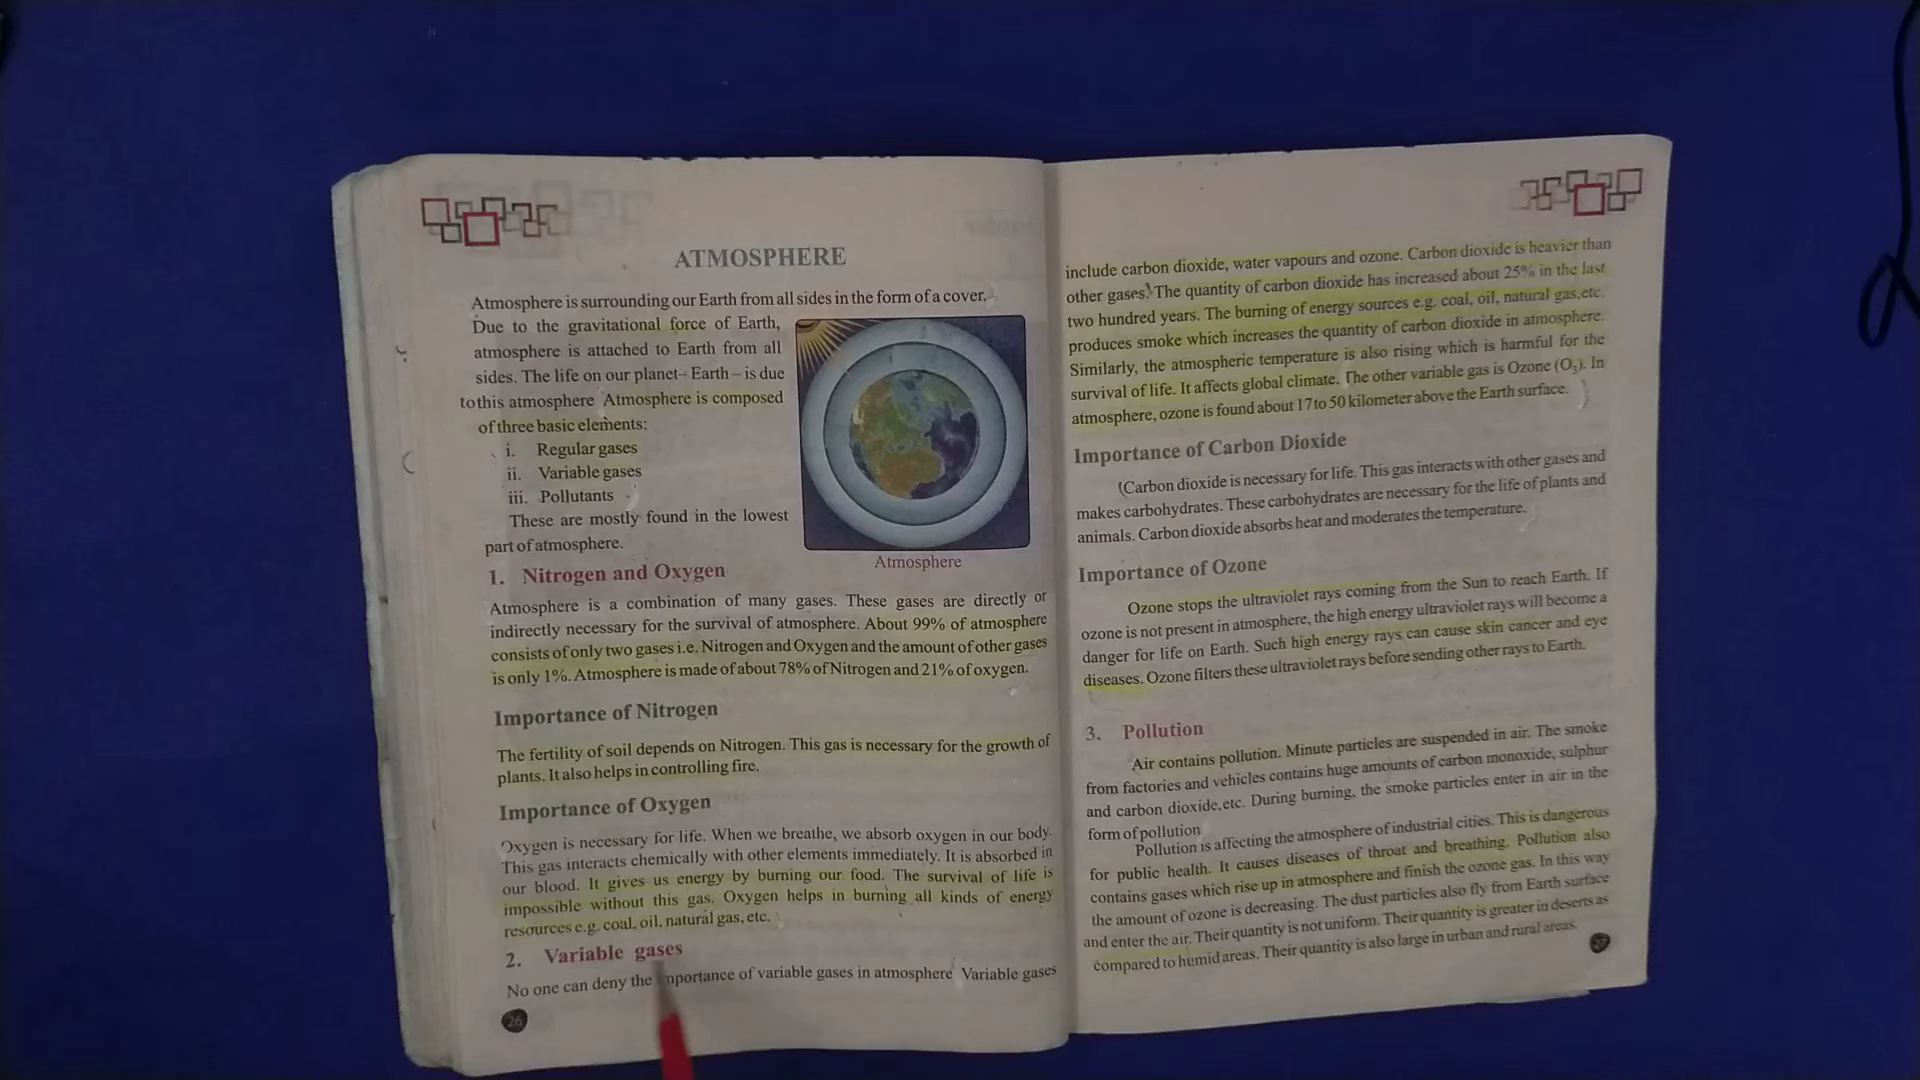 ATMOSPHERE
Atmosphere is surrounding our Earth from all sides in the form of a cover.
Due to the gravitational force of Earth,
atmosphere is attached to Earth from all
sides. The life on our planet– Earth – is due
to this atmosphere Atmosphere is composed
of three basic elements:
i. Regular gases
ii. Variable gases
iii. Pollutants
These are mostly found in the lowest
part of atmosphere.
Atmosphere
1. Nitrogen and Oxygen
Atmosphere is a combination of many gases. These gases are directly or
indirectly necessary for the survival of atmosphere. About 99% of atmosphere
consists of only two gases i.e. Nitrogen and Oxygen and the amount of other gases
is only 1%. Atmosphere is made of about 78% of Nitrogen and 21% of oxygen.
Importance of Nitrogen
The fertility of soil depends on Nitrogen. This gas is necessary for the growth of
plants. It also helps in controlling fire.
Importance of Oxygen
Oxygen is necessary for life. When we breathe, we absorb oxygen in our body.
This gas interacts chemically with other elements immediately. It is absorbed in
our blood. It gives us energy by burning our food. The survival of life is
impossible without this gas. Oxygen helps in burning all kinds of energy
resources e.g. coal, oil, natural gas, etc.
2. Variable gases
No one can deny the importance of variable gases in atmosphere Variable gases
26
include carbon dioxide, water vapours and ozone. Carbon dioxide is heavier than
other gases. The quantity of carbon dioxide has increased about 25% in the last
two hundred years. The burning of energy sources e.g. coal, oil, natural gas,etc.
produces smoke which increases the quantity of carbon dioxide in atmosphere.
Similarly, the atmospheric temperature is also rising which is harmful for the
survival of life. It affects global climate. The other variable gas is Ozone (O₃). In
atmosphere, ozone is found about 17 to 50 kilometer above the Earth surface.
Importance of Carbon Dioxide
Carbon dioxide is necessary for life. This gas interacts with other gases and
makes carbohydrates. These carbohydrates are necessary for the life of plants and
animals. Carbon dioxide absorbs heat and moderates the temperature.
Importance of Ozone
Ozone stops the ultraviolet rays coming from the Sun to reach Earth. If
ozone is not present in atmosphere, the high energy ultraviolet rays will become a
danger for life on Earth. Such high energy rays can cause skin cancer and eye
diseases. Ozone filters these ultraviolet rays before sending other rays to Earth.
3. Pollution
Air contains pollution. Minute particles are suspended in air. The smoke
from factories and vehicles contains huge amounts of carbon monoxide, sulphur
and carbon dioxide,etc. During burning, the smoke particles enter in air in the
form of pollution
Pollution is affecting the atmosphere of industrial cities. This is dangerous
for public health. It causes diseases of throat and breathing. Pollution also
contains gases which rise up in atmosphere and finish the ozone gas. In this way
the amount of ozone is decreasing. The dust particles also fly from Earth surface
and enter the air. Their quantity is not uniform. Their quantity is greater in deserts as
compared to humid areas. Their quantity is also large in urban and rural areas.
27